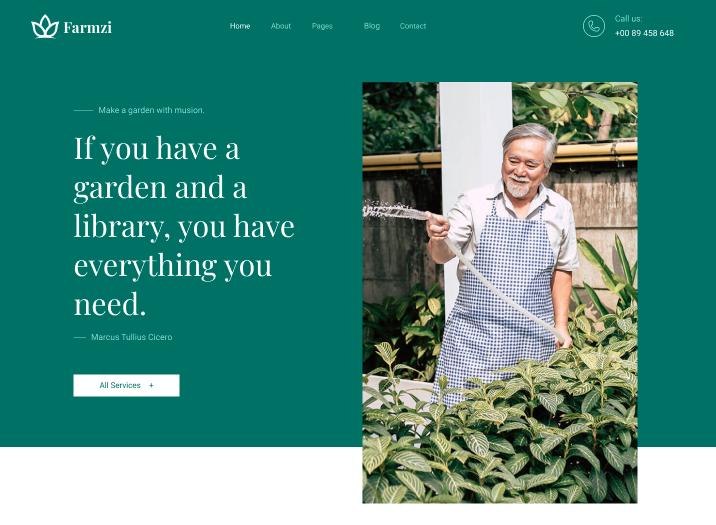 Farmzi
Home About Pages Blog Contact
Call us:
+00 89 458 648
Make a garden with musion.
If you have a
garden and a
library, you have
everything you
need.
Marcus Tullius Cicero
All Services +